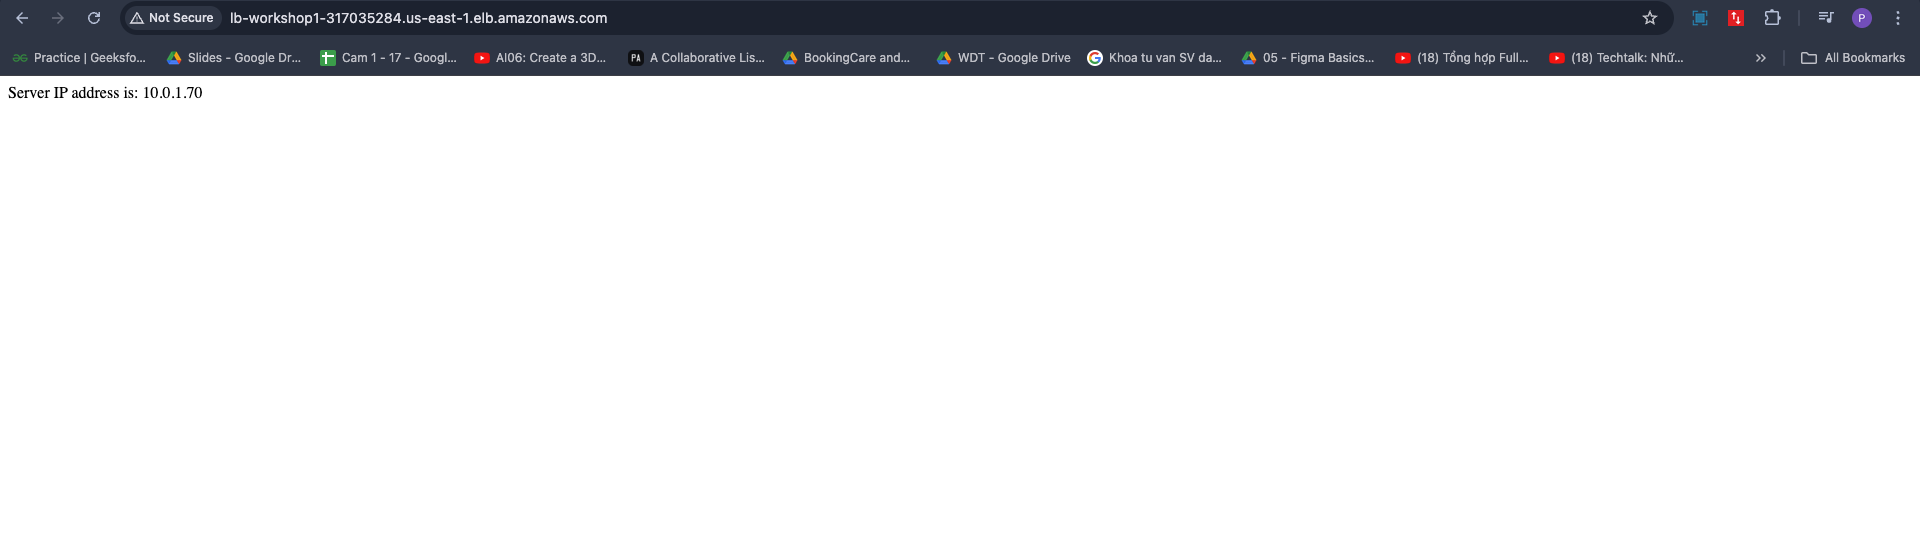 Not Secure lb-workshop1-317035284.us-east-1.elb.amazonaws.com P
Practice | Geeksfo... Slides - Google Dr... Cam 1 - 17 - Googl... AI06: Create a 3D... PA A Collaborative Lis... BookingCare and... WDT - Google Drive Khoa tu van SV da... 05 - Figma Basics... (18) Tổng hợp Full... (18) Techtalk: Nhữ... All Bookmarks
Server IP address is: 10.0.1.70